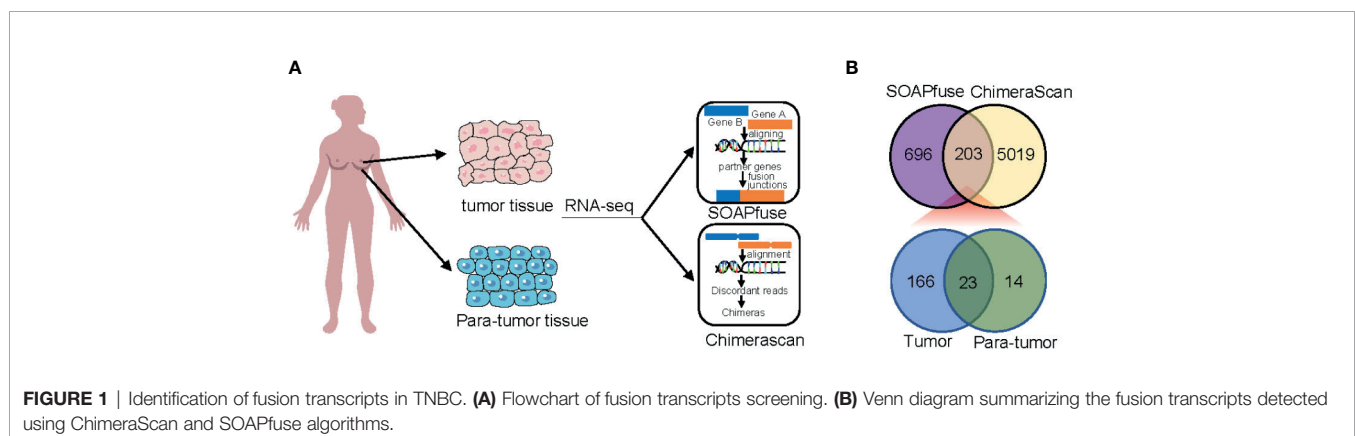 A
tumor tissue
Para-tumor tissue
RNA-seq
Gene B
Gene A
aligning
partner genes
fusion
junctions
SOAPfuse
alignment
Discordant reads
Chimeras
Chimerascan
B
SOAPfuse
ChimeraScan
696
203
5019
166
23
14
Tumor
Para-tumor
FIGURE 1 | Identification of fusion transcripts in TNBC. (A) Flowchart of fusion transcripts screening. (B) Venn diagram summarizing the fusion transcripts detected
using ChimeraScan and SOAPfuse algorithms.